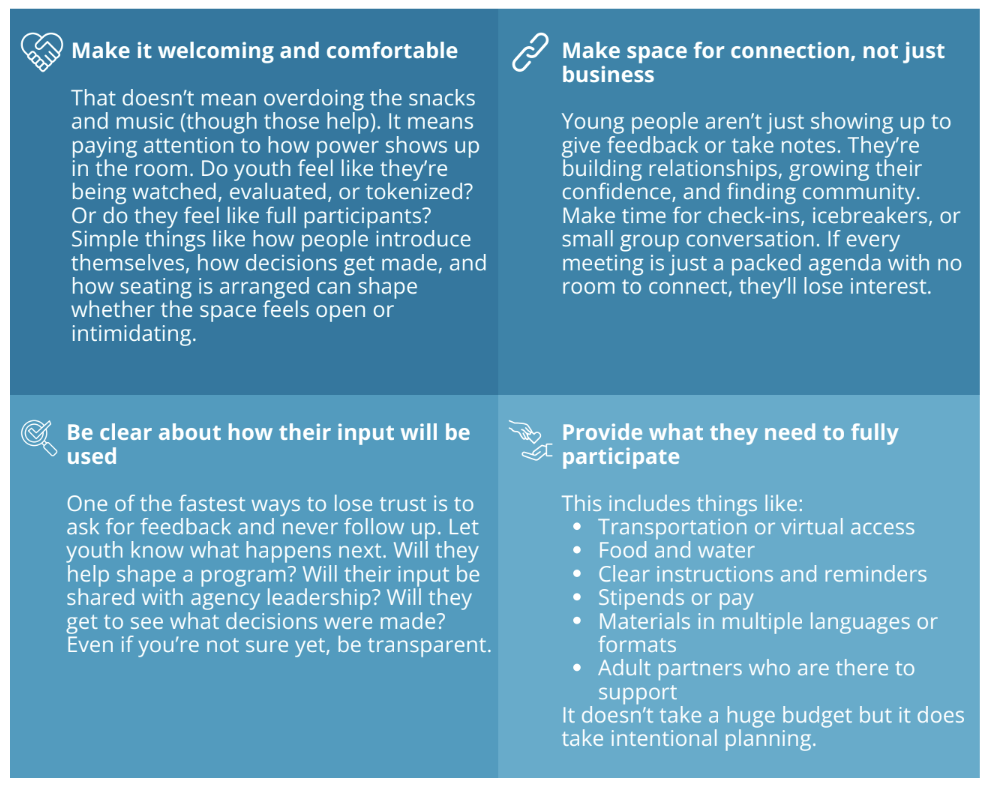 Make it welcoming and comfortable
That doesn’t mean overdoing the snacks
and music (though those help). It means
paying attention to how power shows up
in the room. Do youth feel like they’re
being watched, evaluated, or tokenized?
Or do they feel like full participants?
Simple things like how people introduce
themselves, how decisions get made, and
how seating is arranged can shape
whether the space feels open or
intimidating.
Make space for connection, not just
business
Young people aren’t just showing up to
give feedback or take notes. They’re
building relationships, growing their
confidence, and finding community.
Make time for check-ins, icebreakers, or
small group conversation. If every
meeting is just a packed agenda with no
room to connect, they’ll lose interest.
Be clear about how their input will be
used
One of the fastest ways to lose trust is to
ask for feedback and never follow up. Let
youth know what happens next. Will they
help shape a program? Will their input be
shared with agency leadership? Will they
get to see what decisions were made?
Even if you’re not sure yet, be transparent.
Provide what they need to fully
participate
This includes things like:
• Transportation or virtual access
• Food and water
• Clear instructions and reminders
• Stipends or pay
• Materials in multiple languages or
formats
• Adult partners who are there to
support
It doesn’t take a huge budget but it does
take intentional planning.